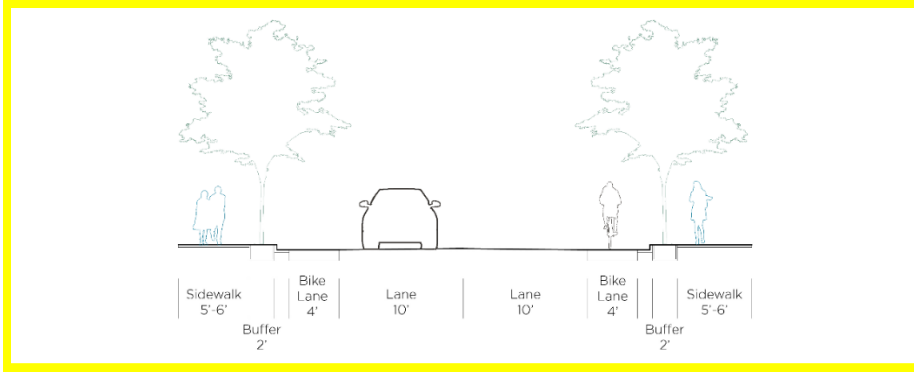 Sidewalk
5'-6'
Buffer
2'
Bike
Lane
4'
Lane
10'
Lane
10'
Bike
Lane
4'
Buffer
2'
Sidewalk
5'-6'